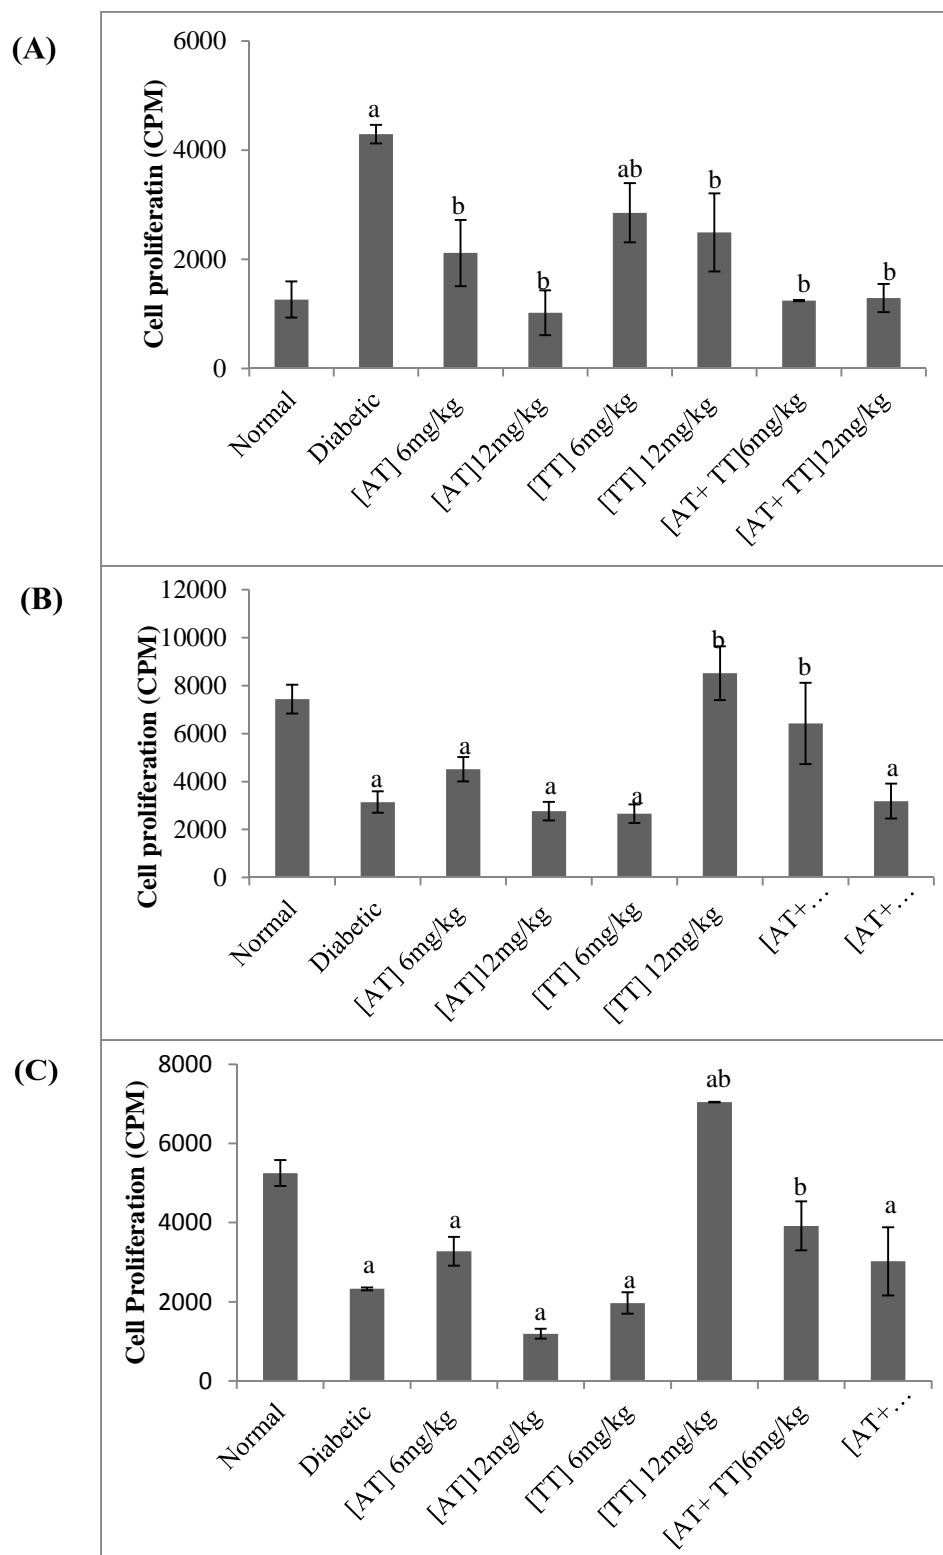 (A)
Cell proliferatin (CPM)
6000
4000
2000
0
a
b
b
ab
b
b
b
Normal
Diabetic
[AT] 6mg/kg
[AT]12mg/kg
[TT] 6mg/kg
[TT] 12mg/kg
[AT+ TT]6mg/kg
[AT+ TT]12mg/kg
(B)
Cell proliferation (CPM)
12000
10000
8000
6000
4000
2000
0
a
a
a
a
b
b
a
Normal
Diabetic
[AT] 6mg/kg
[AT]12mg/kg
[TT] 6mg/kg
[TT] 12mg/kg
[AT+…
[AT+…
(C)
Cell Proliferation (CPM)
8000
6000
4000
2000
0
a
a
a
a
ab
b
a
Normal
Diabetic
[AT] 6mg/kg
[AT]12mg/kg
[TT] 6mg/kg
[TT] 12mg/kg
[AT+ TT]6mg/kg
[AT+…